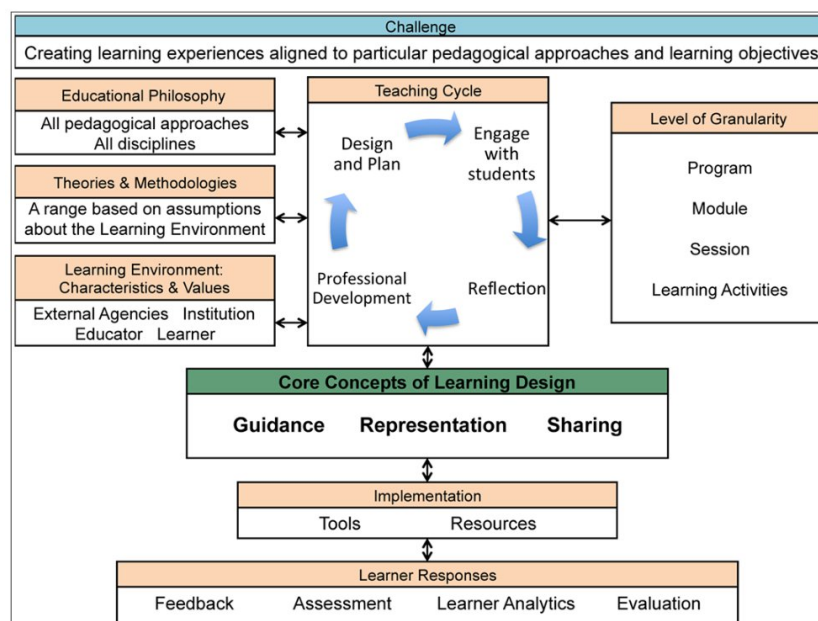 Challenge
Creating learning experiences aligned to particular pedagogical approaches and learning objectives
Educational Philosophy
All pedagogical approaches
All disciplines
Theories & Methodologies
A range based on assumptions
about the Learning Environment
Learning Environment:
Characteristics & Values
External Agencies Institution
Educator Learner
Teaching Cycle
Design
and Plan
Engage
with
students
Reflection
Professional
Development
Level of Granularity
Program
Module
Session
Learning Activities
Core Concepts of Learning Design
Guidance Representation Sharing
Implementation
Tools Resources
Learner Responses
Feedback Assessment Learner Analytics Evaluation